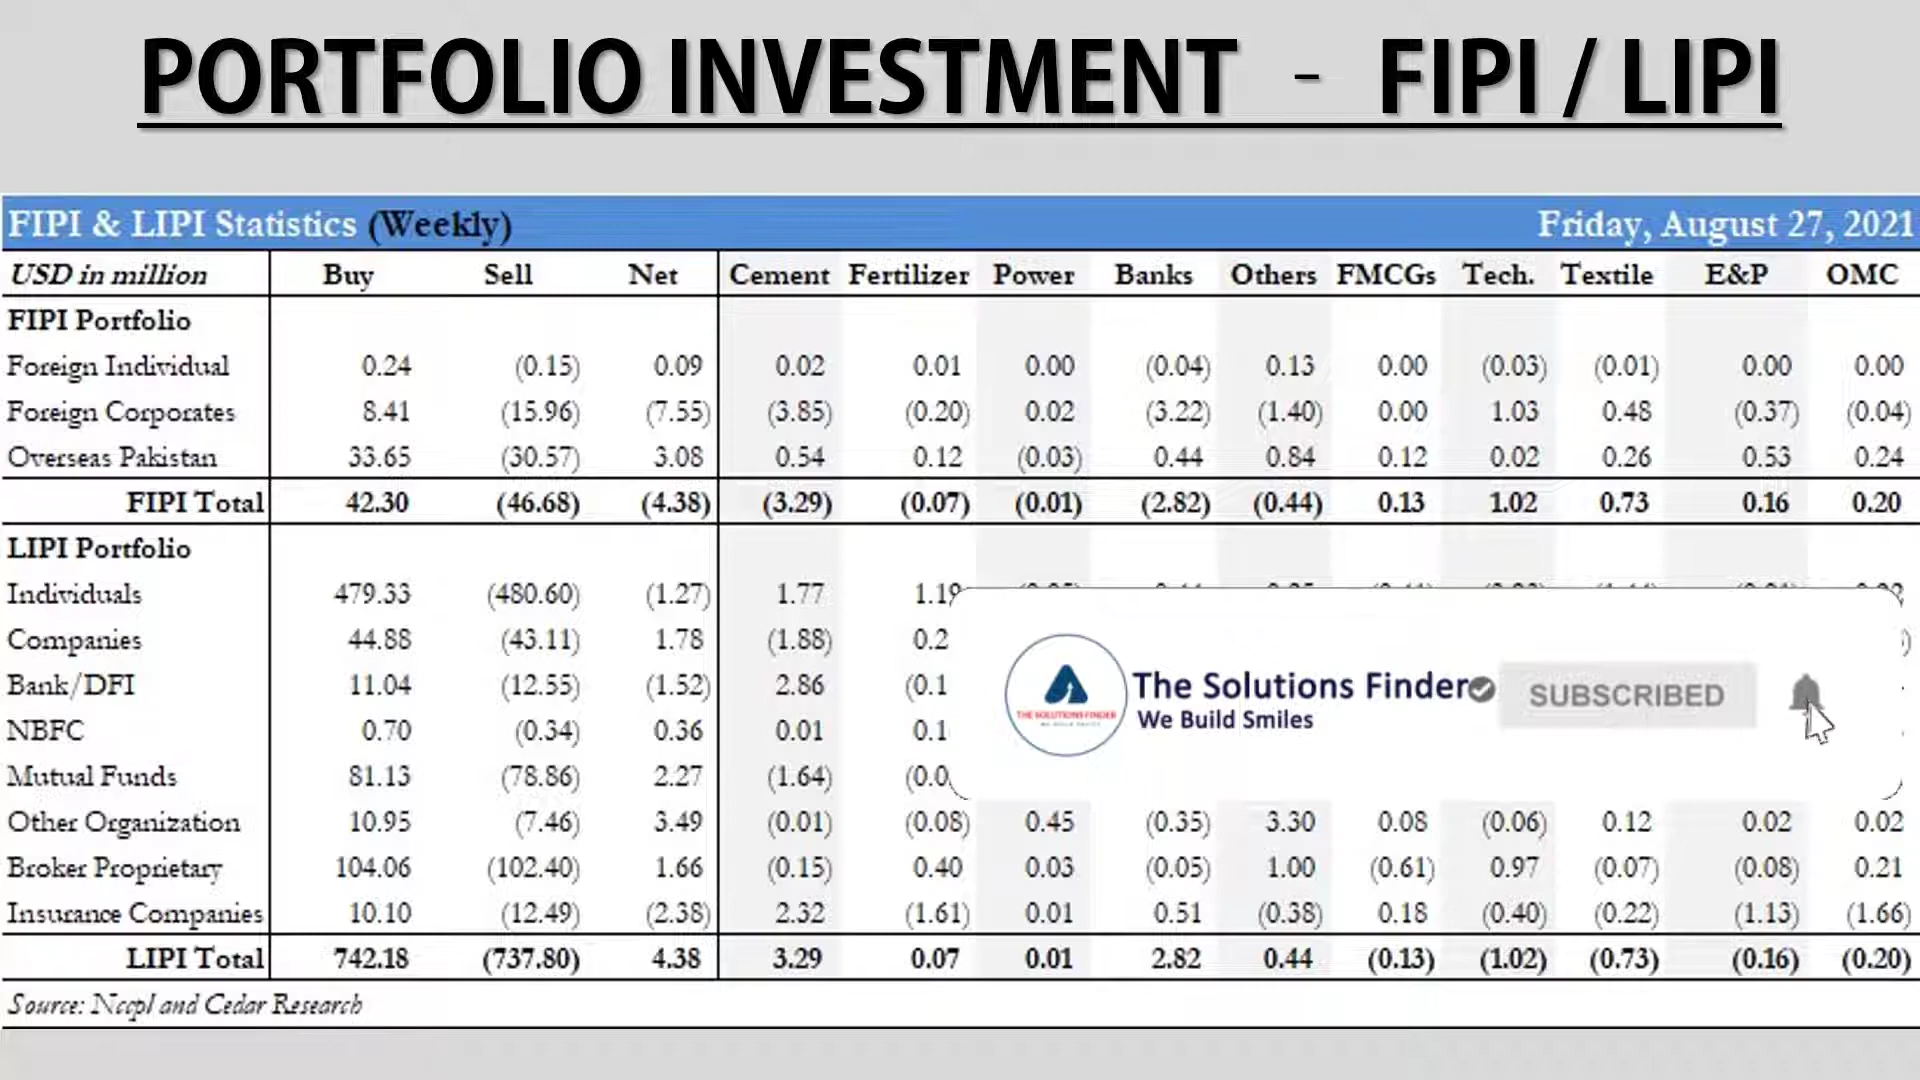 PORTFOLIO INVESTMENT - FIPI / LIPI
FIPI & LIPI Statistics (Weekly) Friday, August 27, 2021
USD in million Buy Sell Net Cement Fertilizer Power Banks Others FMCGs Tech. Textile E&P OMC
FIPI Portfolio
Foreign Individual 0.24 (0.15) 0.09 0.02 0.01 0.00 (0.04) 0.13 0.00 (0.03) (0.01) 0.00 0.00
Foreign Corporates 8.41 (15.96) (7.55) (3.85) (0.20) 0.02 (3.22) (1.40) 0.00 1.03 0.48 (0.37) (0.04)
Overseas Pakistan 33.65 (30.57) 3.08 0.54 0.12 (0.03) 0.44 0.84 0.12 0.02 0.26 0.53 0.24
FIPI Total 42.30 (46.68) (4.38) (3.29) (0.07) (0.01) (2.82) (0.44) 0.13 1.02 0.73 0.16 0.20
LIPI Portfolio
Individuals 479.33 (480.60) (1.27) 1.77 1.19
Companies 44.88 (43.11) 1.78 (1.88) 0.2
Bank/DFI 11.04 (12.55) (1.52) 2.86 (0.1
NBFC 0.70 (0.34) 0.36 0.01 0.1
Mutual Funds 81.13 (78.86) 2.27 (1.64) (0.0
The Solutions Finder SUBSCRIBED
We Build Smiles
THE SOLUTIONS FINDER
Other Organization 10.95 (7.46) 3.49 (0.01) (0.08) 0.45 (0.35) 3.30 0.08 (0.06) 0.12 0.02 0.02
Broker Proprietary 104.06 (102.40) 1.66 (0.15) 0.40 0.03 (0.05) 1.00 (0.61) 0.97 (0.07) (0.08) 0.21
Insurance Companies 10.10 (12.49) (2.38) 2.32 (1.61) 0.01 0.51 (0.38) 0.18 (0.40) (0.22) (1.13) (1.66)
LIPI Total 742.18 (737.80) 4.38 3.29 0.07 0.01 2.82 0.44 (0.13) (1.02) (0.73) (0.16) (0.20)
Source: Nccpl and Cedar Research